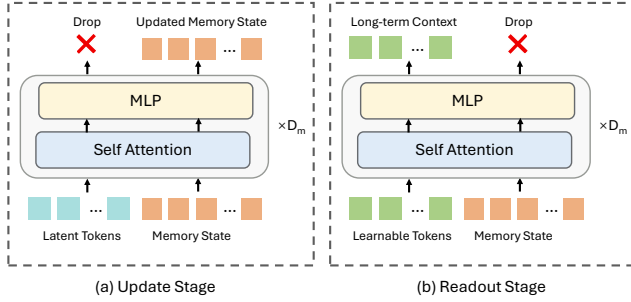 Drop
Updated Memory State
...
MLP
Self Attention
×Dm
...
...
Latent Tokens
Memory State
(a) Update Stage
Long-term Context
Drop
...
MLP
Self Attention
×Dm
...
...
Learnable Tokens
Memory State
(b) Readout Stage